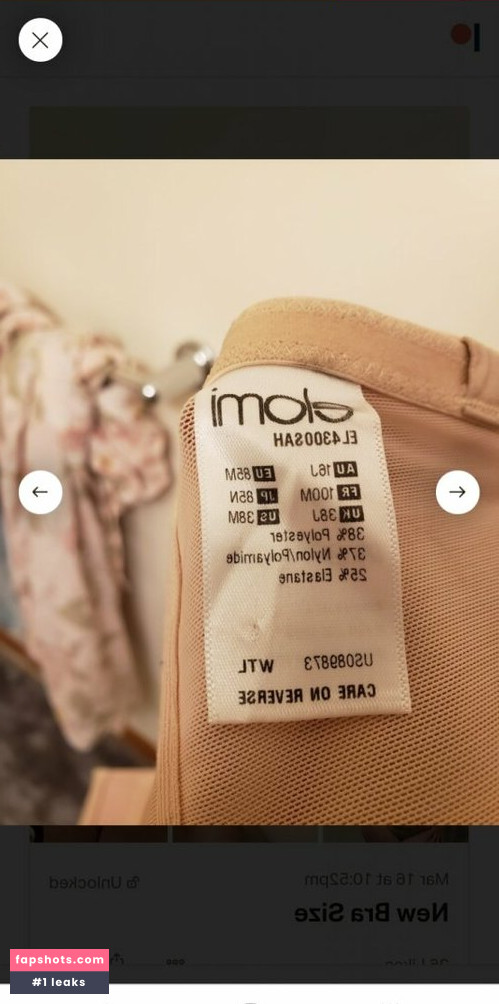 elomi
EL4300SAH
AU 16J EU 85M
FR 100M JP 85N
UK 38J US 38M
38% Polyester
37% Nylon/Polyamide
25% Elastane
US089873 WTL
CARE ON REVERSE
Mar 16 at 10:52pm Unlocked
New Bra Size
26 Likes
fapshots.com
#1 leaks